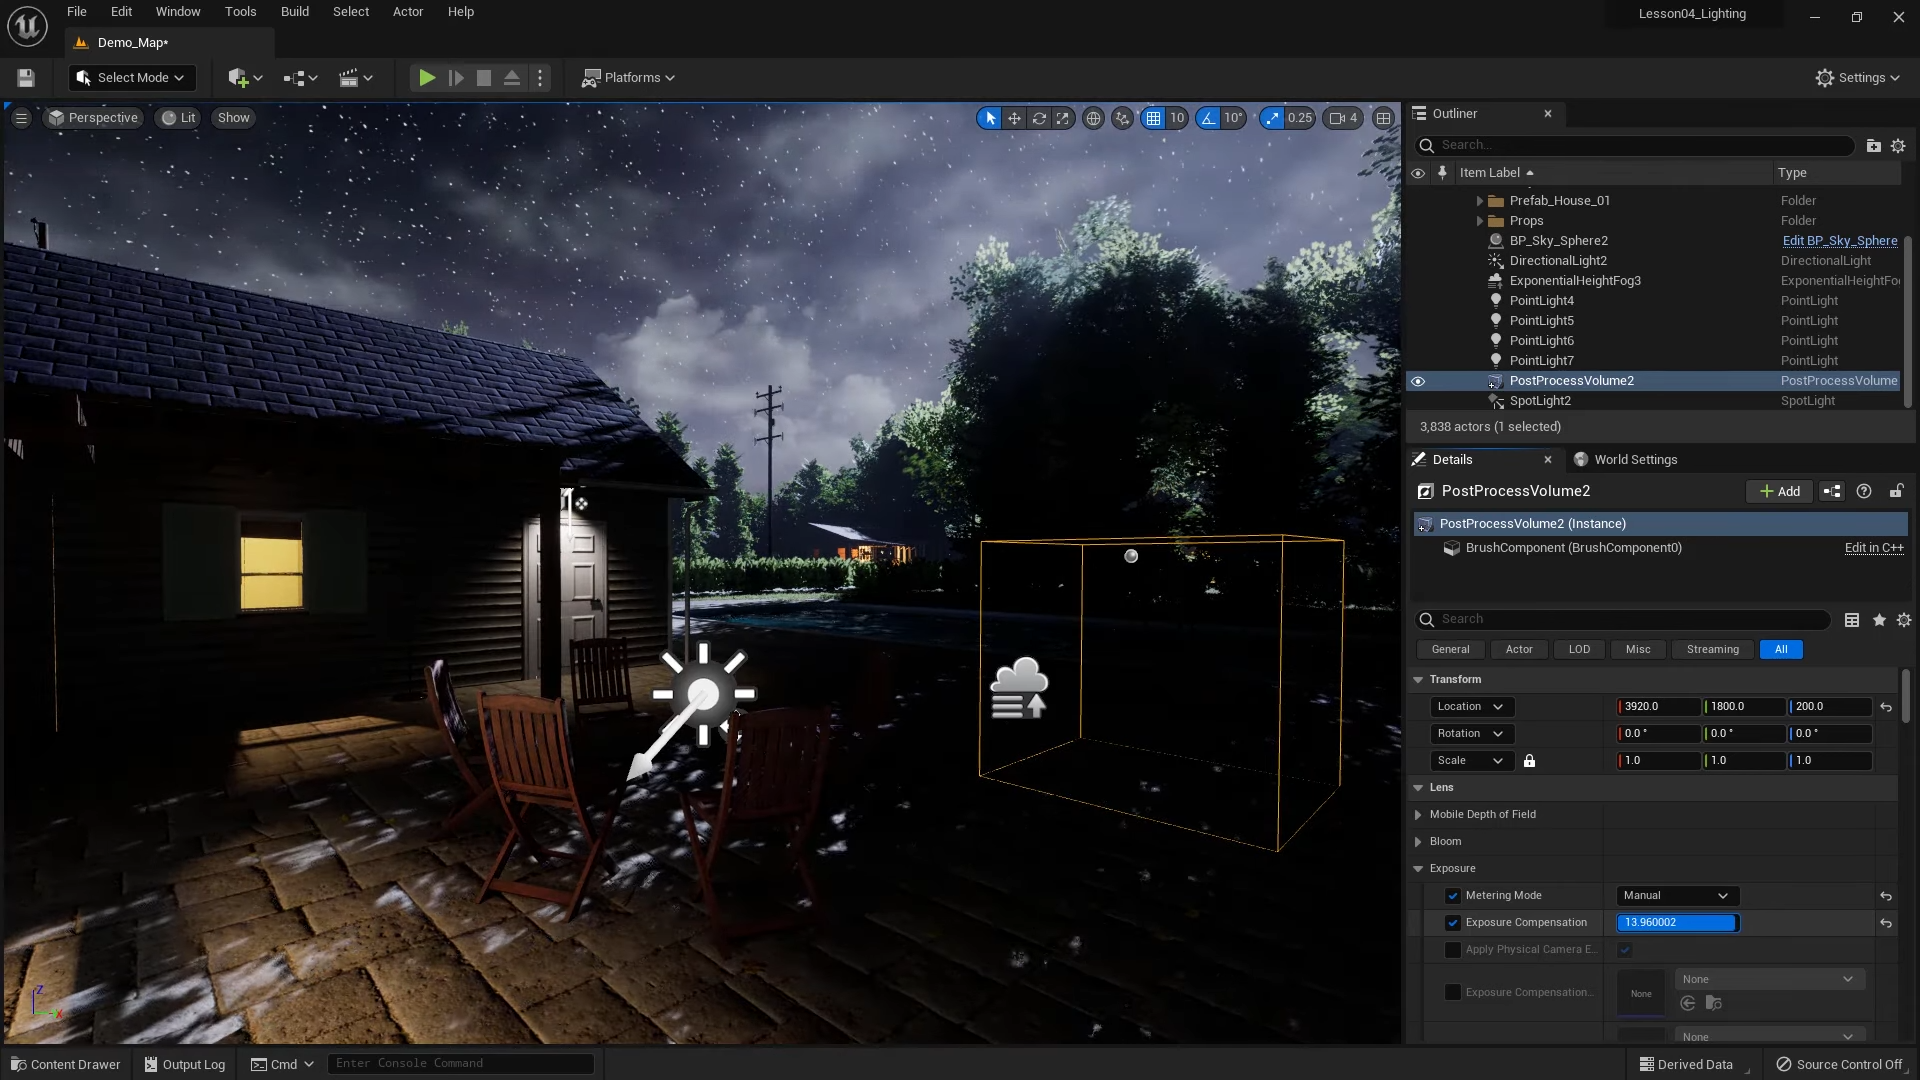 File Edit Window Tools Build Select Actor Help
Lesson04_Lighting
Demo_Map*
Select Mode
Platforms
Settings
Perspective Lit Show
10 10° 0.25 4
Outliner
Search...
Item Label Type
Prefab_House_01 Folder
Props Folder
BP_Sky_Sphere2 Edit BP_Sky_Sphere
DirectionalLight2 DirectionalLight
ExponentialHeightFog3 ExponentialHeightFo
PointLight4 PointLight
PointLight5 PointLight
PointLight6 PointLight
PointLight7 PointLight
PostProcessVolume2 PostProcessVolume
SpotLight2 SpotLight
3,838 actors (1 selected)
Details World Settings
PostProcessVolume2 + Add
PostProcessVolume2 (Instance)
BrushComponent (BrushComponent0) Edit in C++
Search
General Actor LOD Misc Streaming All
Transform
Location 3920.0 1800.0 200.0
Rotation 0.0 ° 0.0 ° 0.0 °
Scale 1.0 1.0 1.0
Lens
Mobile Depth of Field
Bloom
Exposure
Metering Mode Manual
Exposure Compensation 13.960002
Apply Physical Camera E...
None
Exposure Compensation... None
None
Z
X
Content Drawer Output Log Cmd Enter Console Command Derived Data Source Control Off